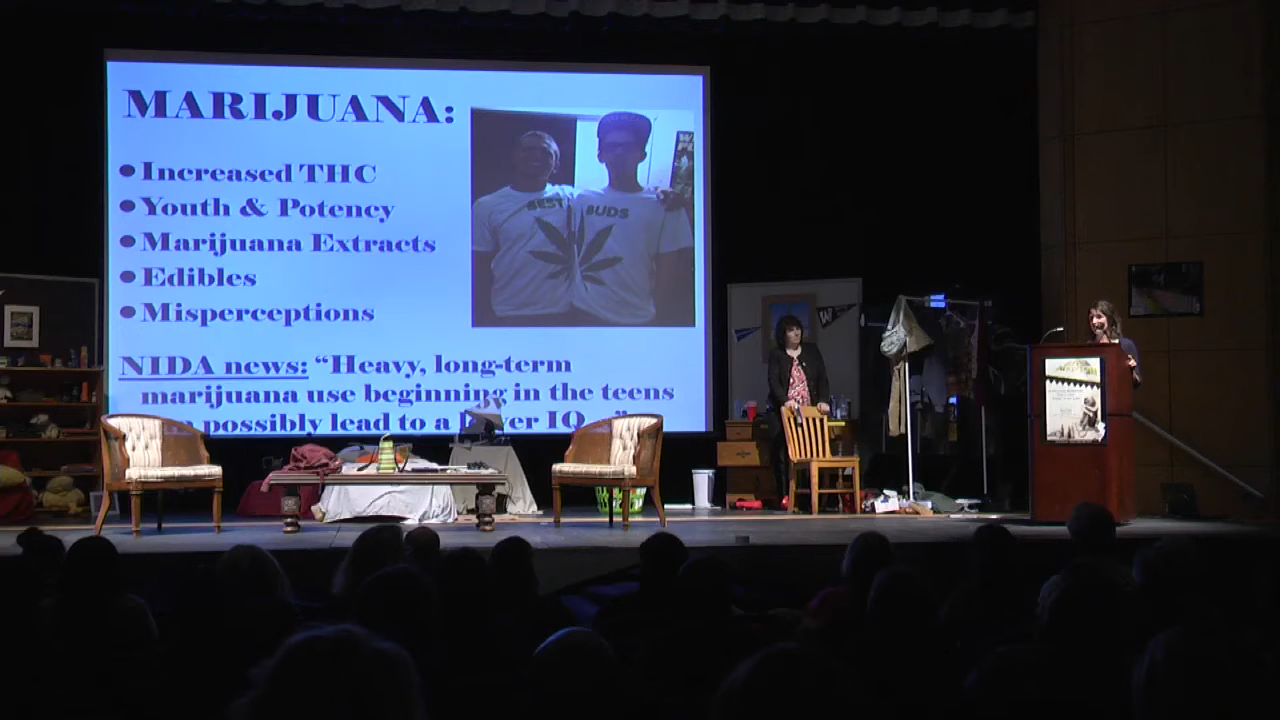 MARIJUANA:
• Increased THC
• Youth & Potency
• Marijuana Extracts
• Edibles
• Misperceptions
NIDA news: “Heavy, long-term
marijuana use beginning in the teens
possibly lead to a IQ
BEST BUDS
W